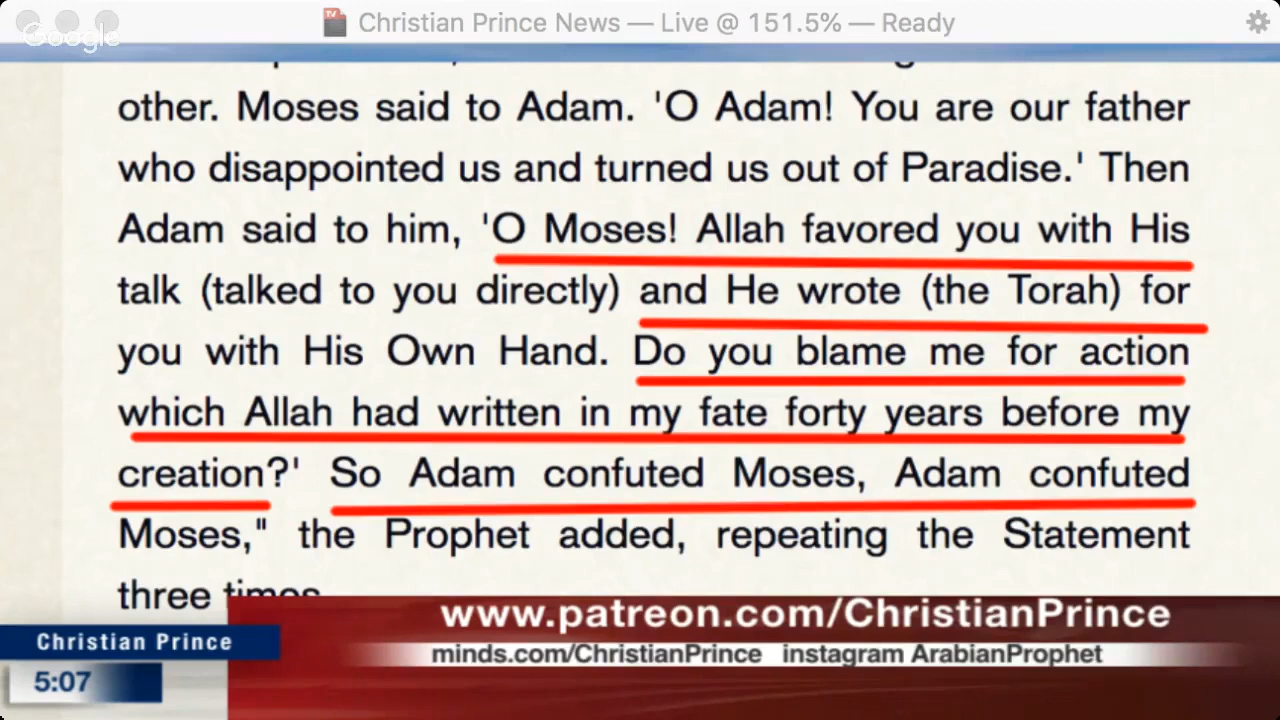 Christian Prince News — Live @ 151.5% — Ready
Google
other. Moses said to Adam. 'O Adam! You are our father
who disappointed us and turned us out of Paradise.' Then
Adam said to him, 'O Moses! Allah favored you with His
talk (talked to you directly) and He wrote (the Torah) for
you with His Own Hand. Do you blame me for action
which Allah had written in my fate forty years before my
creation?' So Adam confuted Moses, Adam confuted
Moses," the Prophet added, repeating the Statement
three times.
www.patreon.com/ChristianPrince
Christian Prince
minds.com/ChristianPrince instagram ArabianProphet
5:07